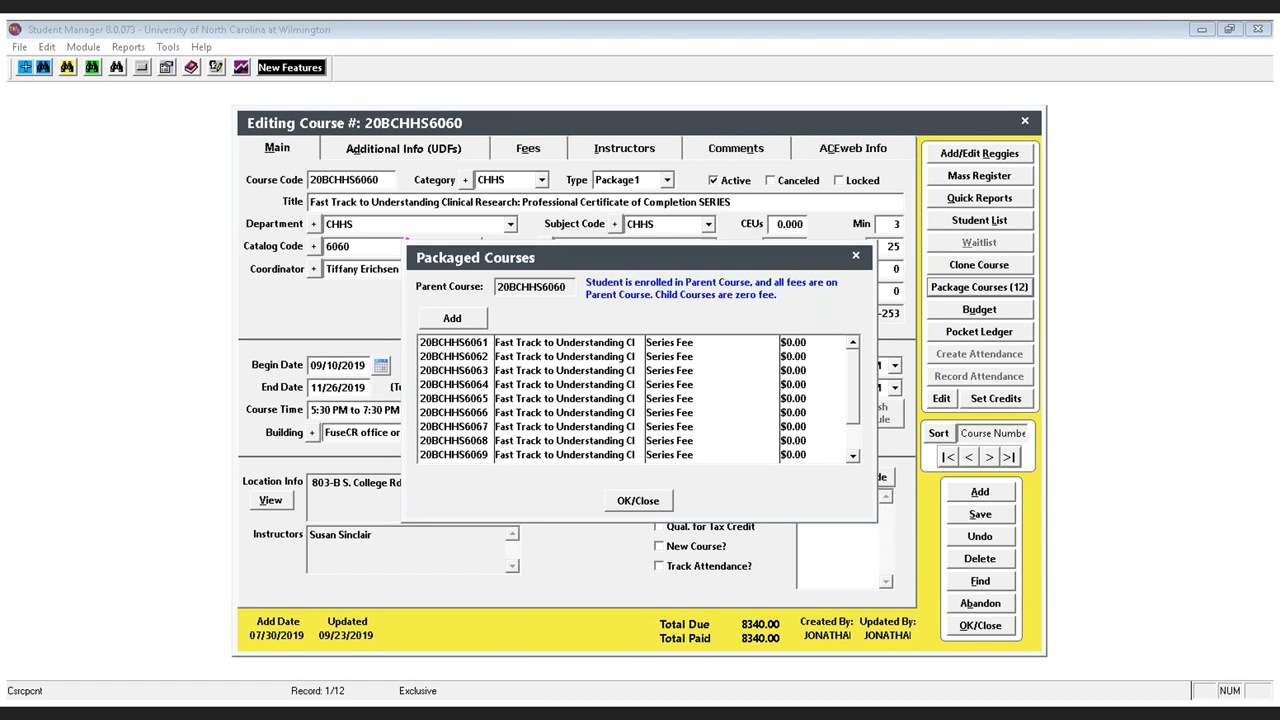 Student Manager 8.0.073 - University of North Carolina at Wilmington
File Edit Module Reports Tools Help
New Features
Editing Course #: 20BCHHS6060
Main Additional Info (UDFs) Fees Instructors Comments ACEweb Info
Course Code 20BCHHS6060 Category + CHHS Type Package1 Active Canceled Locked
Title Fast Track to Understanding Clinical Research: Professional Certificate of Completion SERIES
Department + CHHS Subject Code + CHHS CEUs 0.000 Min 3
Catalog Code + 6060 25
Coordinator + Tiffany Erichsen 0
0
-253
Packaged Courses
Parent Course: 20BCHHS6060 Student is enrolled in Parent Course, and all fees are on
Parent Course. Child Courses are zero fee.
Add
20BCHHS6061 Fast Track to Understanding Cl Series Fee $0.00
20BCHHS6062 Fast Track to Understanding Cl Series Fee $0.00
20BCHHS6063 Fast Track to Understanding Cl Series Fee $0.00
20BCHHS6064 Fast Track to Understanding Cl Series Fee $0.00
20BCHHS6065 Fast Track to Understanding Cl Series Fee $0.00
20BCHHS6066 Fast Track to Understanding Cl Series Fee $0.00
20BCHHS6067 Fast Track to Understanding Cl Series Fee $0.00
20BCHHS6068 Fast Track to Understanding Cl Series Fee $0.00
20BCHHS6069 Fast Track to Understanding Cl Series Fee $0.00
OK/Close
Begin Date 09/10/2019
End Date 11/26/2019 (Tu
Course Time 5:30 PM to 7:30 PM
Building + FuseCR office or
Location Info 803-B S. College Rd
View
Instructors Susan Sinclair
Qual. for Tax Credit
New Course?
Track Attendance?
Add Date Updated
07/30/2019 09/23/2019
Total Due 8340.00
Total Paid 8340.00
Created By: Updated By:
JONATHAI JONATHAI
Add/Edit Reggies
Mass Register
Quick Reports
Student List
Waitlist
Clone Course
Package Courses (12)
Budget
Pocket Ledger
Create Attendance
Record Attendance
Edit Set Credits
Sort Course Numbe
|< < > >|
Add
Save
Undo
Delete
Find
Abandon
OK/Close
Csrcpcnt Record: 1/12 Exclusive NUM